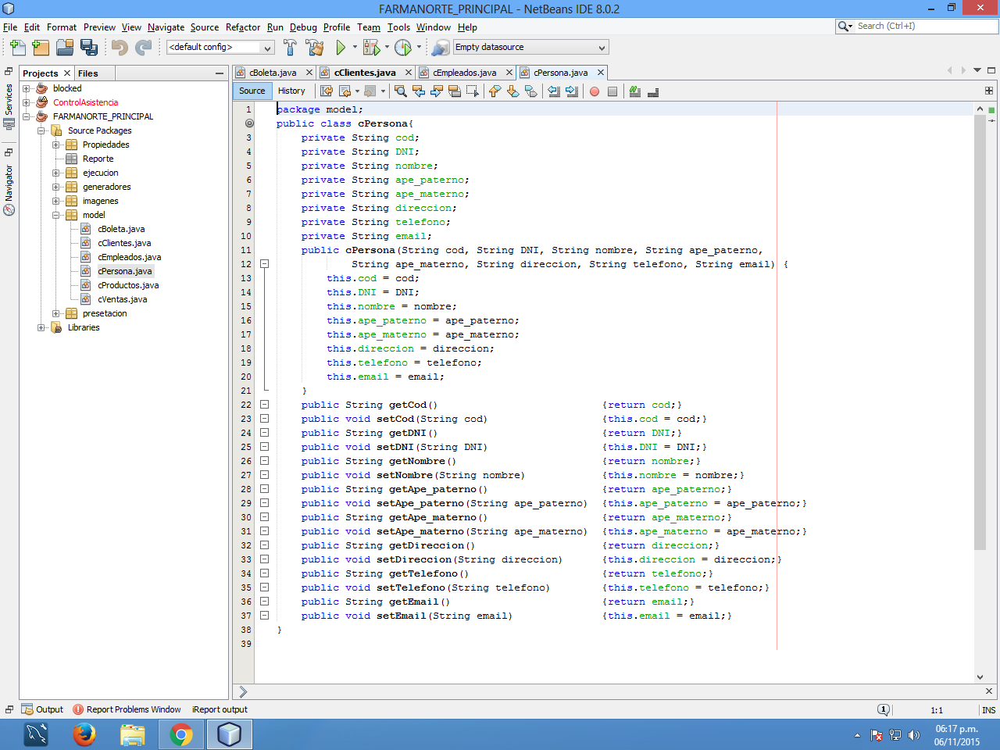 FARMANORTE_PRINCIPAL - NetBeans IDE 8.0.2
File Edit Format Preview View Navigate Source Refactor Run Debug Profile Team Tools Window Help
Search (Ctrl+I)
<default config>
Empty datasource
Services
Navigator
Projects
Files
blocked
ControlAsistencia
FARMANORTE_PRINCIPAL
Source Packages
Propiedades
Reporte
ejecucion
generadores
imagenes
model
cBoleta.java
cClientes.java
cEmpleados.java
cPersona.java
cProductos.java
cVentas.java
presetacion
Libraries
cBoleta.java cClientes.java cEmpleados.java cPersona.java
Source History
1 package model;
public class cPersona{
3 private String cod;
4 private String DNI;
5 private String nombre;
6 private String ape_paterno;
7 private String ape_materno;
8 private String direccion;
9 private String telefono;
10 private String email;
11 public cPersona(String cod, String DNI, String nombre, String ape_paterno,
12 String ape_materno, String direccion, String telefono, String email) {
13 this.cod = cod;
14 this.DNI = DNI;
15 this.nombre = nombre;
16 this.ape_paterno = ape_paterno;
17 this.ape_materno = ape_materno;
18 this.direccion = direccion;
19 this.telefono = telefono;
20 this.email = email;
21 }
22 public String getCod() {return cod;}
23 public void setCod(String cod) {this.cod = cod;}
24 public String getDNI() {return DNI;}
25 public void setDNI(String DNI) {this.DNI = DNI;}
26 public String getNombre() {return nombre;}
27 public void setNombre(String nombre) {this.nombre = nombre;}
28 public String getApe_paterno() {return ape_paterno;}
29 public void setApe_paterno(String ape_paterno) {this.ape_paterno = ape_paterno;}
30 public String getApe_materno() {return ape_materno;}
31 public void setApe_materno(String ape_materno) {this.ape_materno = ape_materno;}
32 public String getDireccion() {return direccion;}
33 public void setDireccion(String direccion) {this.direccion = direccion;}
34 public String getTelefono() {return telefono;}
35 public void setTelefono(String telefono) {this.telefono = telefono;}
36 public String getEmail() {return email;}
37 public void setEmail(String email) {this.email = email;}
38 }
39
Output Report Problems Window iReport output
1
1:1
INS
06:17 p.m.
06/11/2015